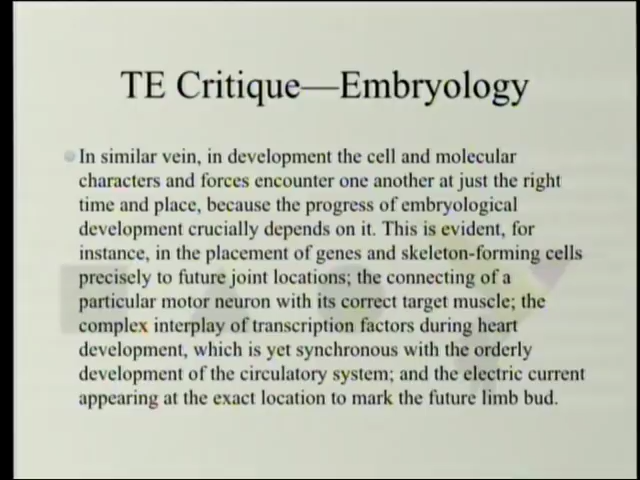 TE Critique—Embryology
In similar vein, in development the cell and molecular
characters and forces encounter one another at just the right
time and place, because the progress of embryological
development crucially depends on it. This is evident, for
instance, in the placement of genes and skeleton-forming cells
precisely to future joint locations; the connecting of a
particular motor neuron with its correct target muscle; the
complex interplay of transcription factors during heart
development, which is yet synchronous with the orderly
development of the circulatory system; and the electric current
appearing at the exact location to mark the future limb bud.